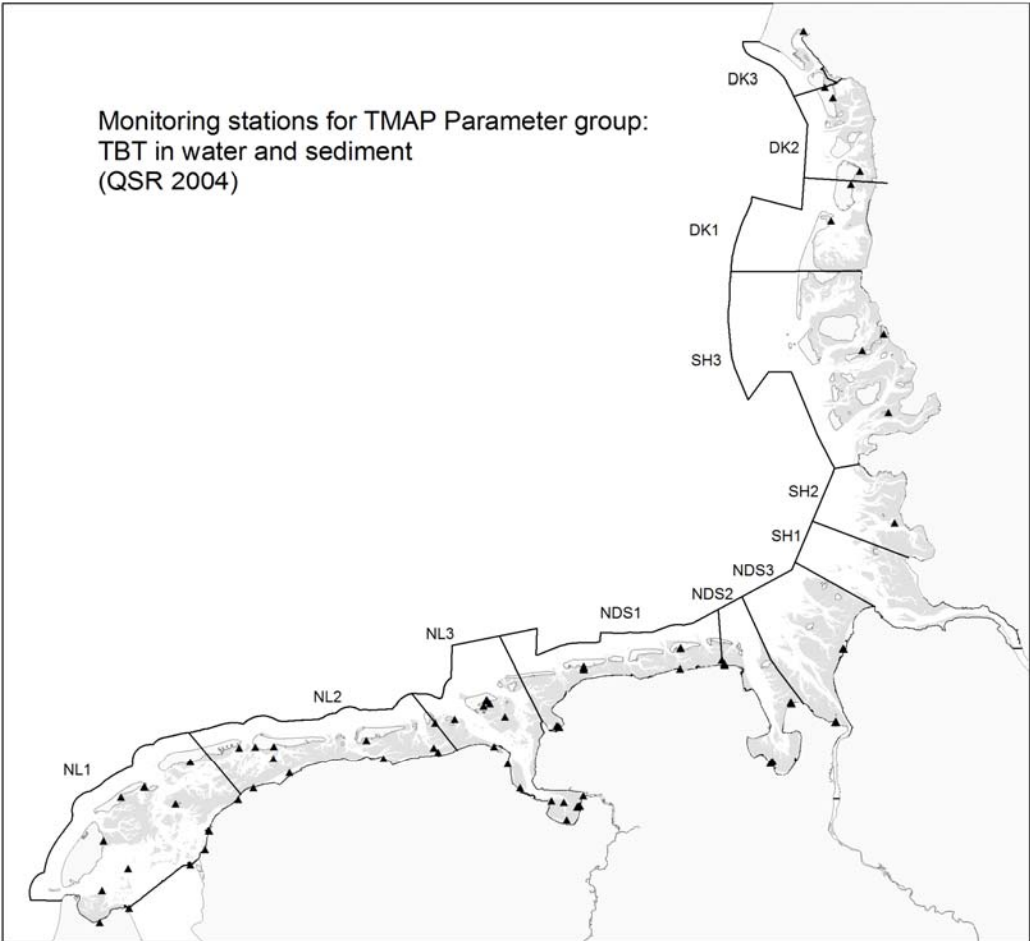 Monitoring stations for TMAP Parameter group:
TBT in water and sediment
(QSR 2004)
DK3
DK2
DK1
SH3
SH2
SH1
NDS3
NDS2
NDS1
NL3
NL2
NL1